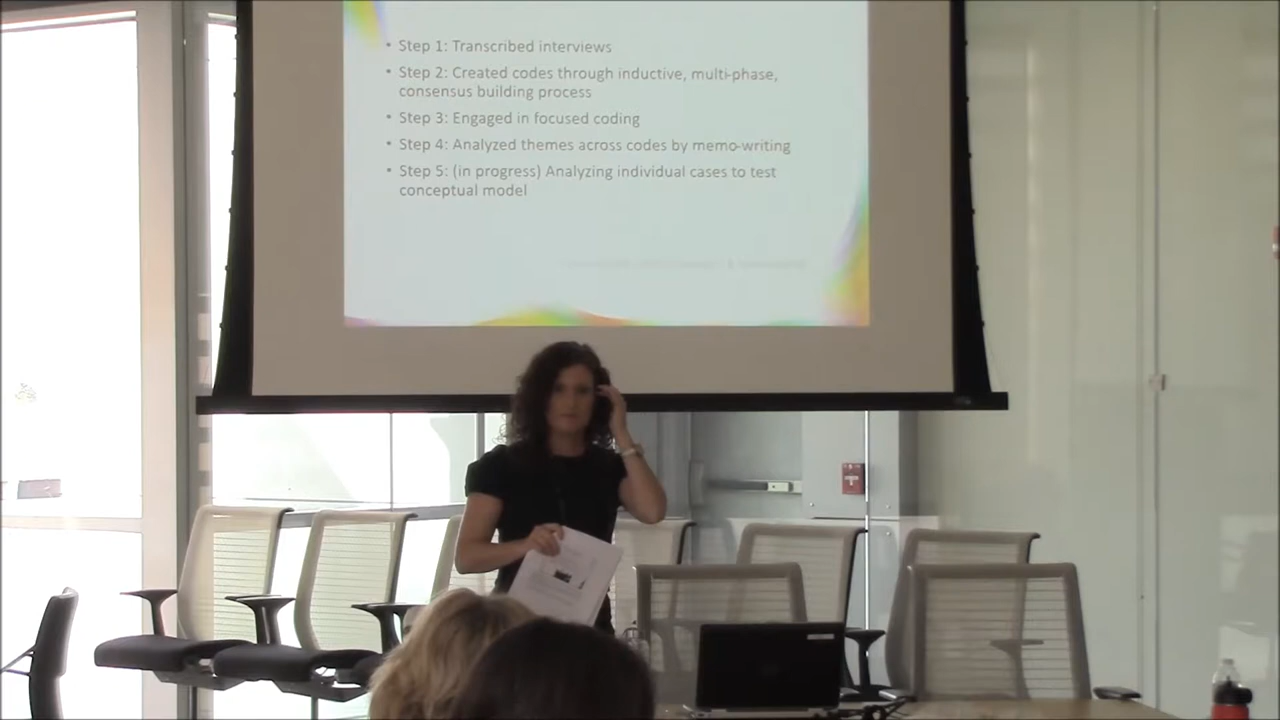 • Step 1: Transcribed interviews
• Step 2: Created codes through inductive, multi-phase,
consensus building process
• Step 3: Engaged in focused coding
• Step 4: Analyzed themes across codes by memo-writing
• Step 5: (in progress) Analyzing individual cases to test
conceptual model